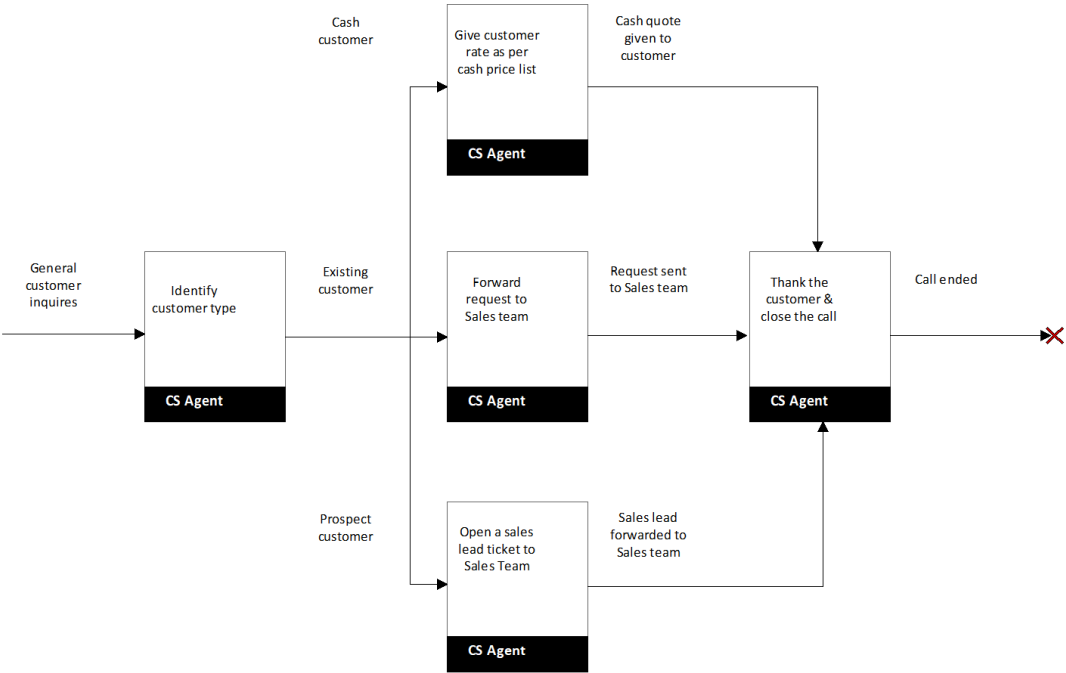 Cash
customer
Give customer
rate as per
cash price list
CS Agent
Cash quote
given to
customer
General
customer
inquires
Identify
customer type
CS Agent
Existing
customer
Forward
request to
Sales team
CS Agent
Request sent
to Sales team
Thank the
customer &
close the call
CS Agent
Call ended
Prospect
customer
Open a sales
lead ticket to
Sales Team
CS Agent
Sales lead
forwarded to
Sales team